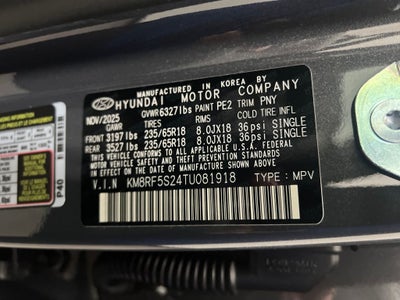 MANUFACTURED IN KOREA BY
HYUNDAI MOTOR COMPANY
NOV/2025 GVWR 6327lbs PAINT PE2 TRIM PNY
GAWR TIRES RIMS COLD TIRE INFL
FRONT 3197lbs 235/65R18 8.0JX18 36psi SINGLE
REAR 3527lbs 235/65R18 8.0JX18 36psi SINGLE
THIS VEHICLE CONFORMS TO ALL APPLICABLE U.S. FEDERAL
MOTOR VEHICLE SAFETY, BUMPER, AND THEFT PREVENTION
STANDARDS IN EFFECT ON THE DATE OF MANUFACTURE SHOWN
ABOVE.
V.I.N KM8RF5S24TU081918 TYPE : MPV
P40